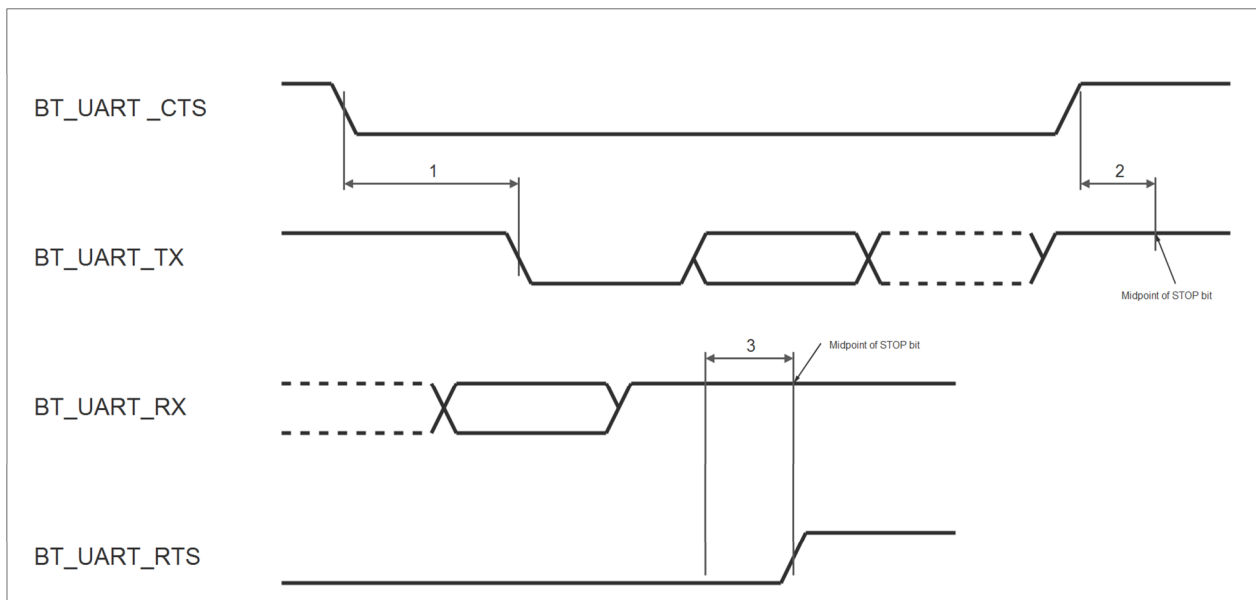 BT_UART _CTS
1
2
BT_UART_TX
Midpoint of STOP bit
3
Midpoint of STOP bit
BT_UART_RX
BT_UART_RTS